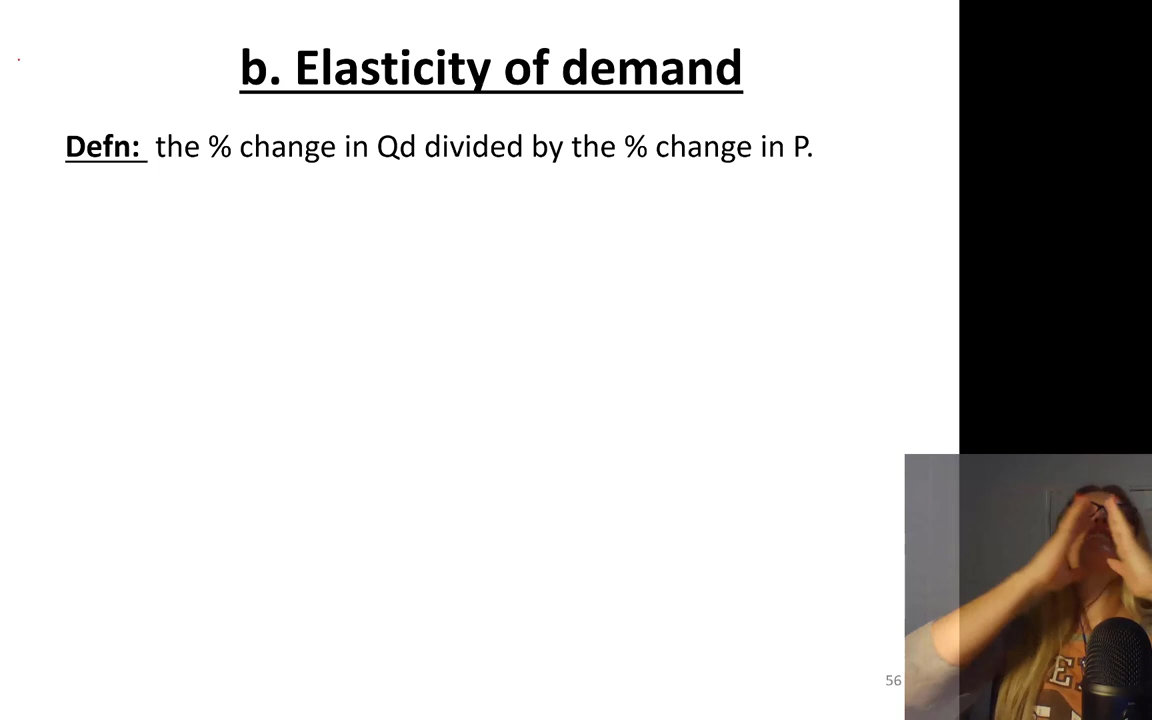 b. Elasticity of demand
Defn: the % change in Qd divided by the % change in P.
56